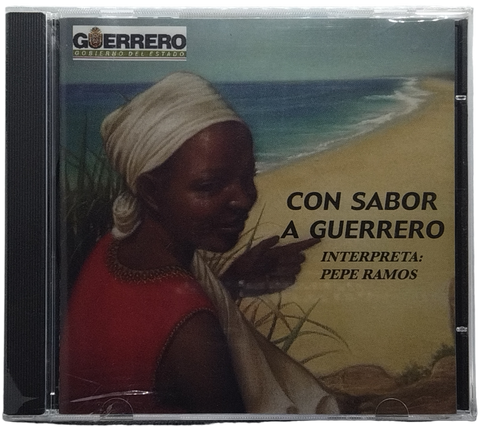 GUERRERO
GOBIERNO DEL ESTADO
CON SABOR
A GUERRERO
INTERPRETA:
PEPE RAMOS